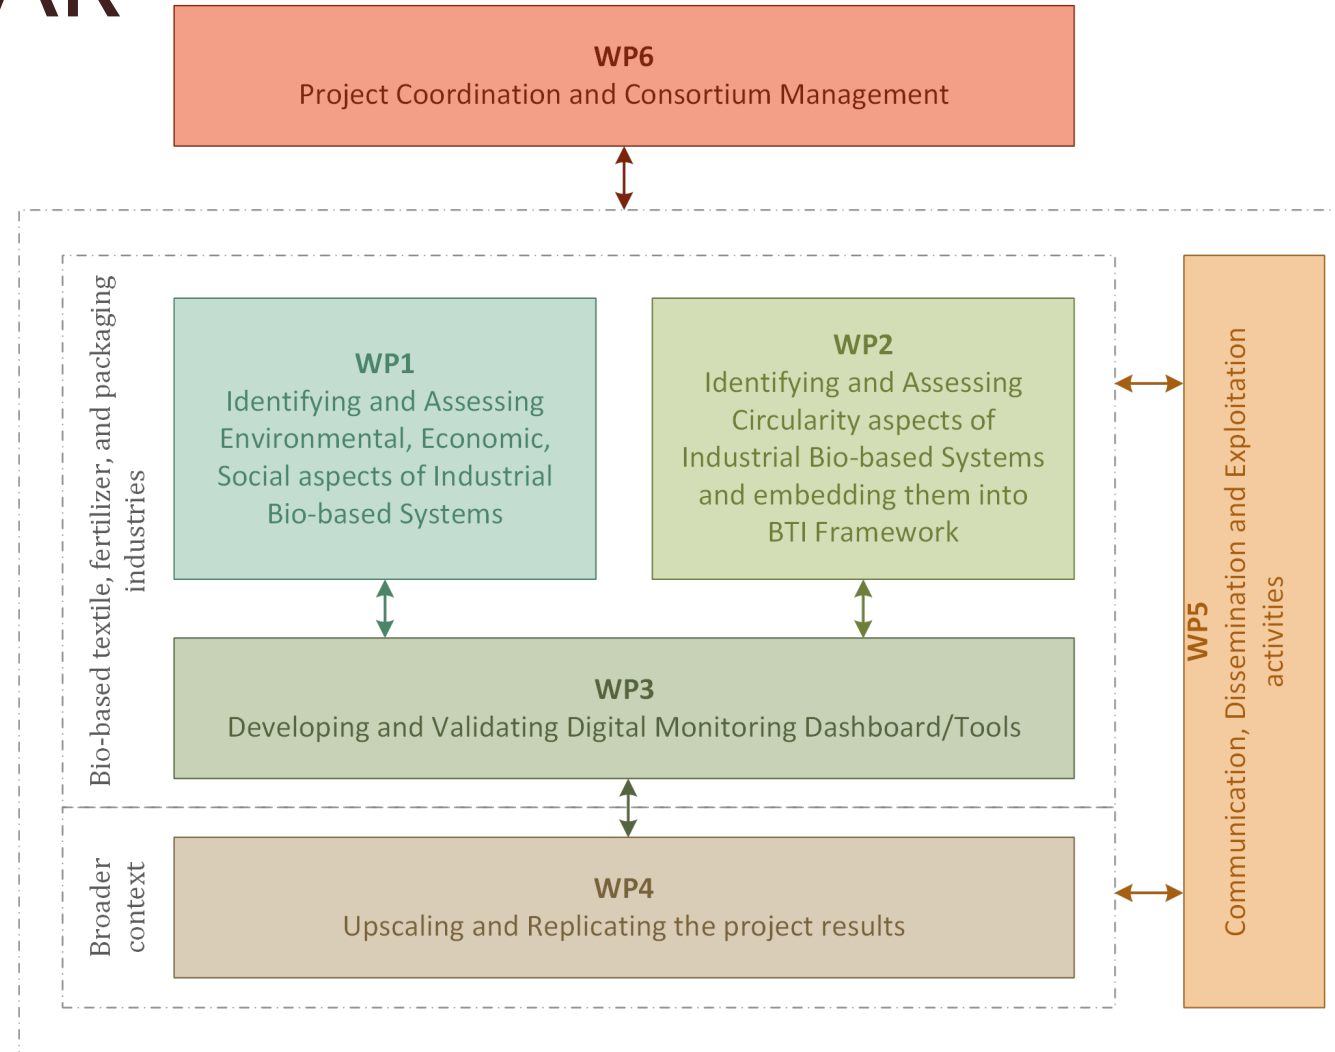 WP6
Project Coordination and Consortium Management
Bio-based textile, fertilizer, and packaging
industries
WP1
Identifying and Assessing
Environmental, Economic,
Social aspects of Industrial
Bio-based Systems
WP2
Identifying and Assessing
Circularity aspects of
Industrial Bio-based Systems
and embedding them into
BTI Framework
WP3
Developing and Validating Digital Monitoring Dashboard/Tools
Broader
context
WP4
Upscaling and Replicating the project results
WP5
Communication, Dissemination and Exploitation
activities